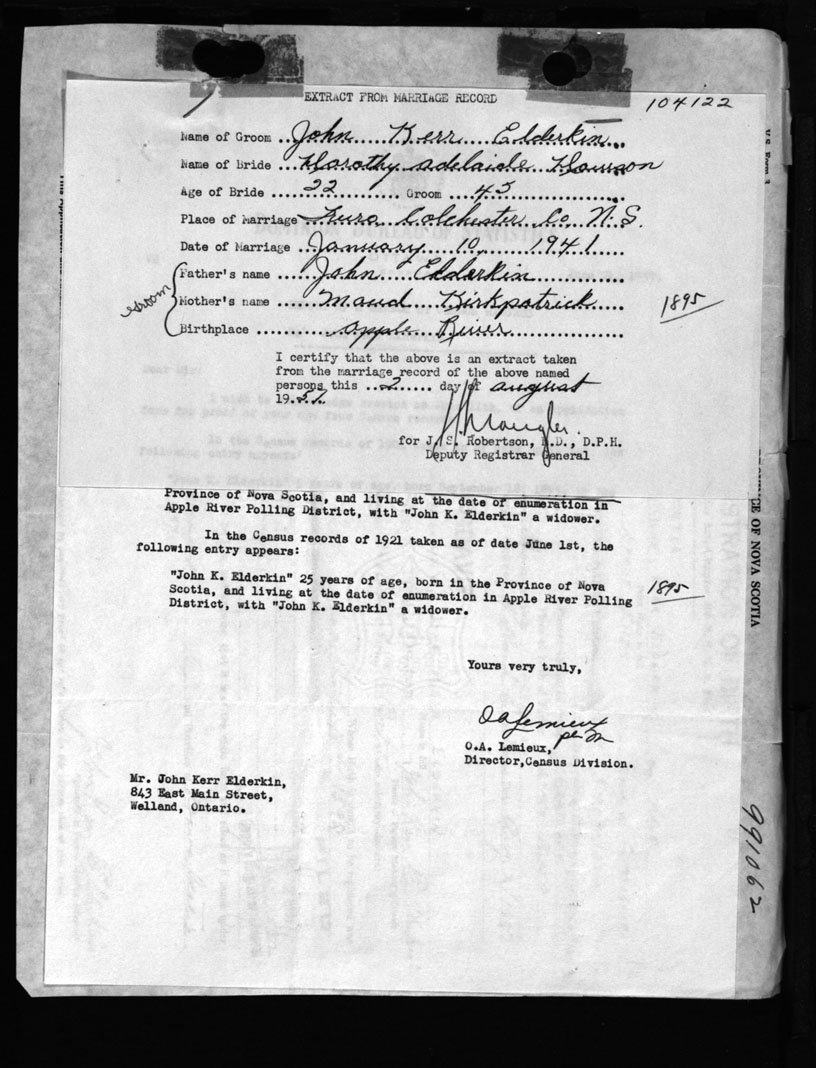 EXTRACT FROM MARRIAGE RECORD
104122
Name of Groom ...John.....Kerr.....Elderkin...
Name of Bride ...Dorothy Adelaide Dawson
Age of Bride ......22.......... Groom ...45....................
Place of Marriage Truro Colchester Co, N.S.
Date of Marriage ..January 10, 1941.....
Father's name .....John Elderkin............
Groom
Mother's name ......Maud Kirkpatrick.....
1895
Birthplace ..........Apple River...............
I certify that the above is an extract taken
from the marriage record of the above named
persons this ...2..... day of August
1957.
for J. S. Robertson, M.D., D.P.H.
Deputy Registrar General
Province of Nova Scotia, and living at the date of enumeration in
Apple River Polling District, with "John K. Elderkin" a widower.
In the Census records of 1921 taken as of date June 1st, the
following entry appears:
"John K. Elderkin" 25 years of age, born in the Province of Nova
Scotia, and living at the date of enumeration in Apple River Polling
District, with "John K. Elderkin" a widower.
1895
Yours very truly,
O A Lemieux
per M
O.A. Lemieux,
Director, Census Division.
Mr. John Kerr Elderkin,
843 East Main Street,
Welland, Ontario.
CE OF NOVA SCOTIA
991062